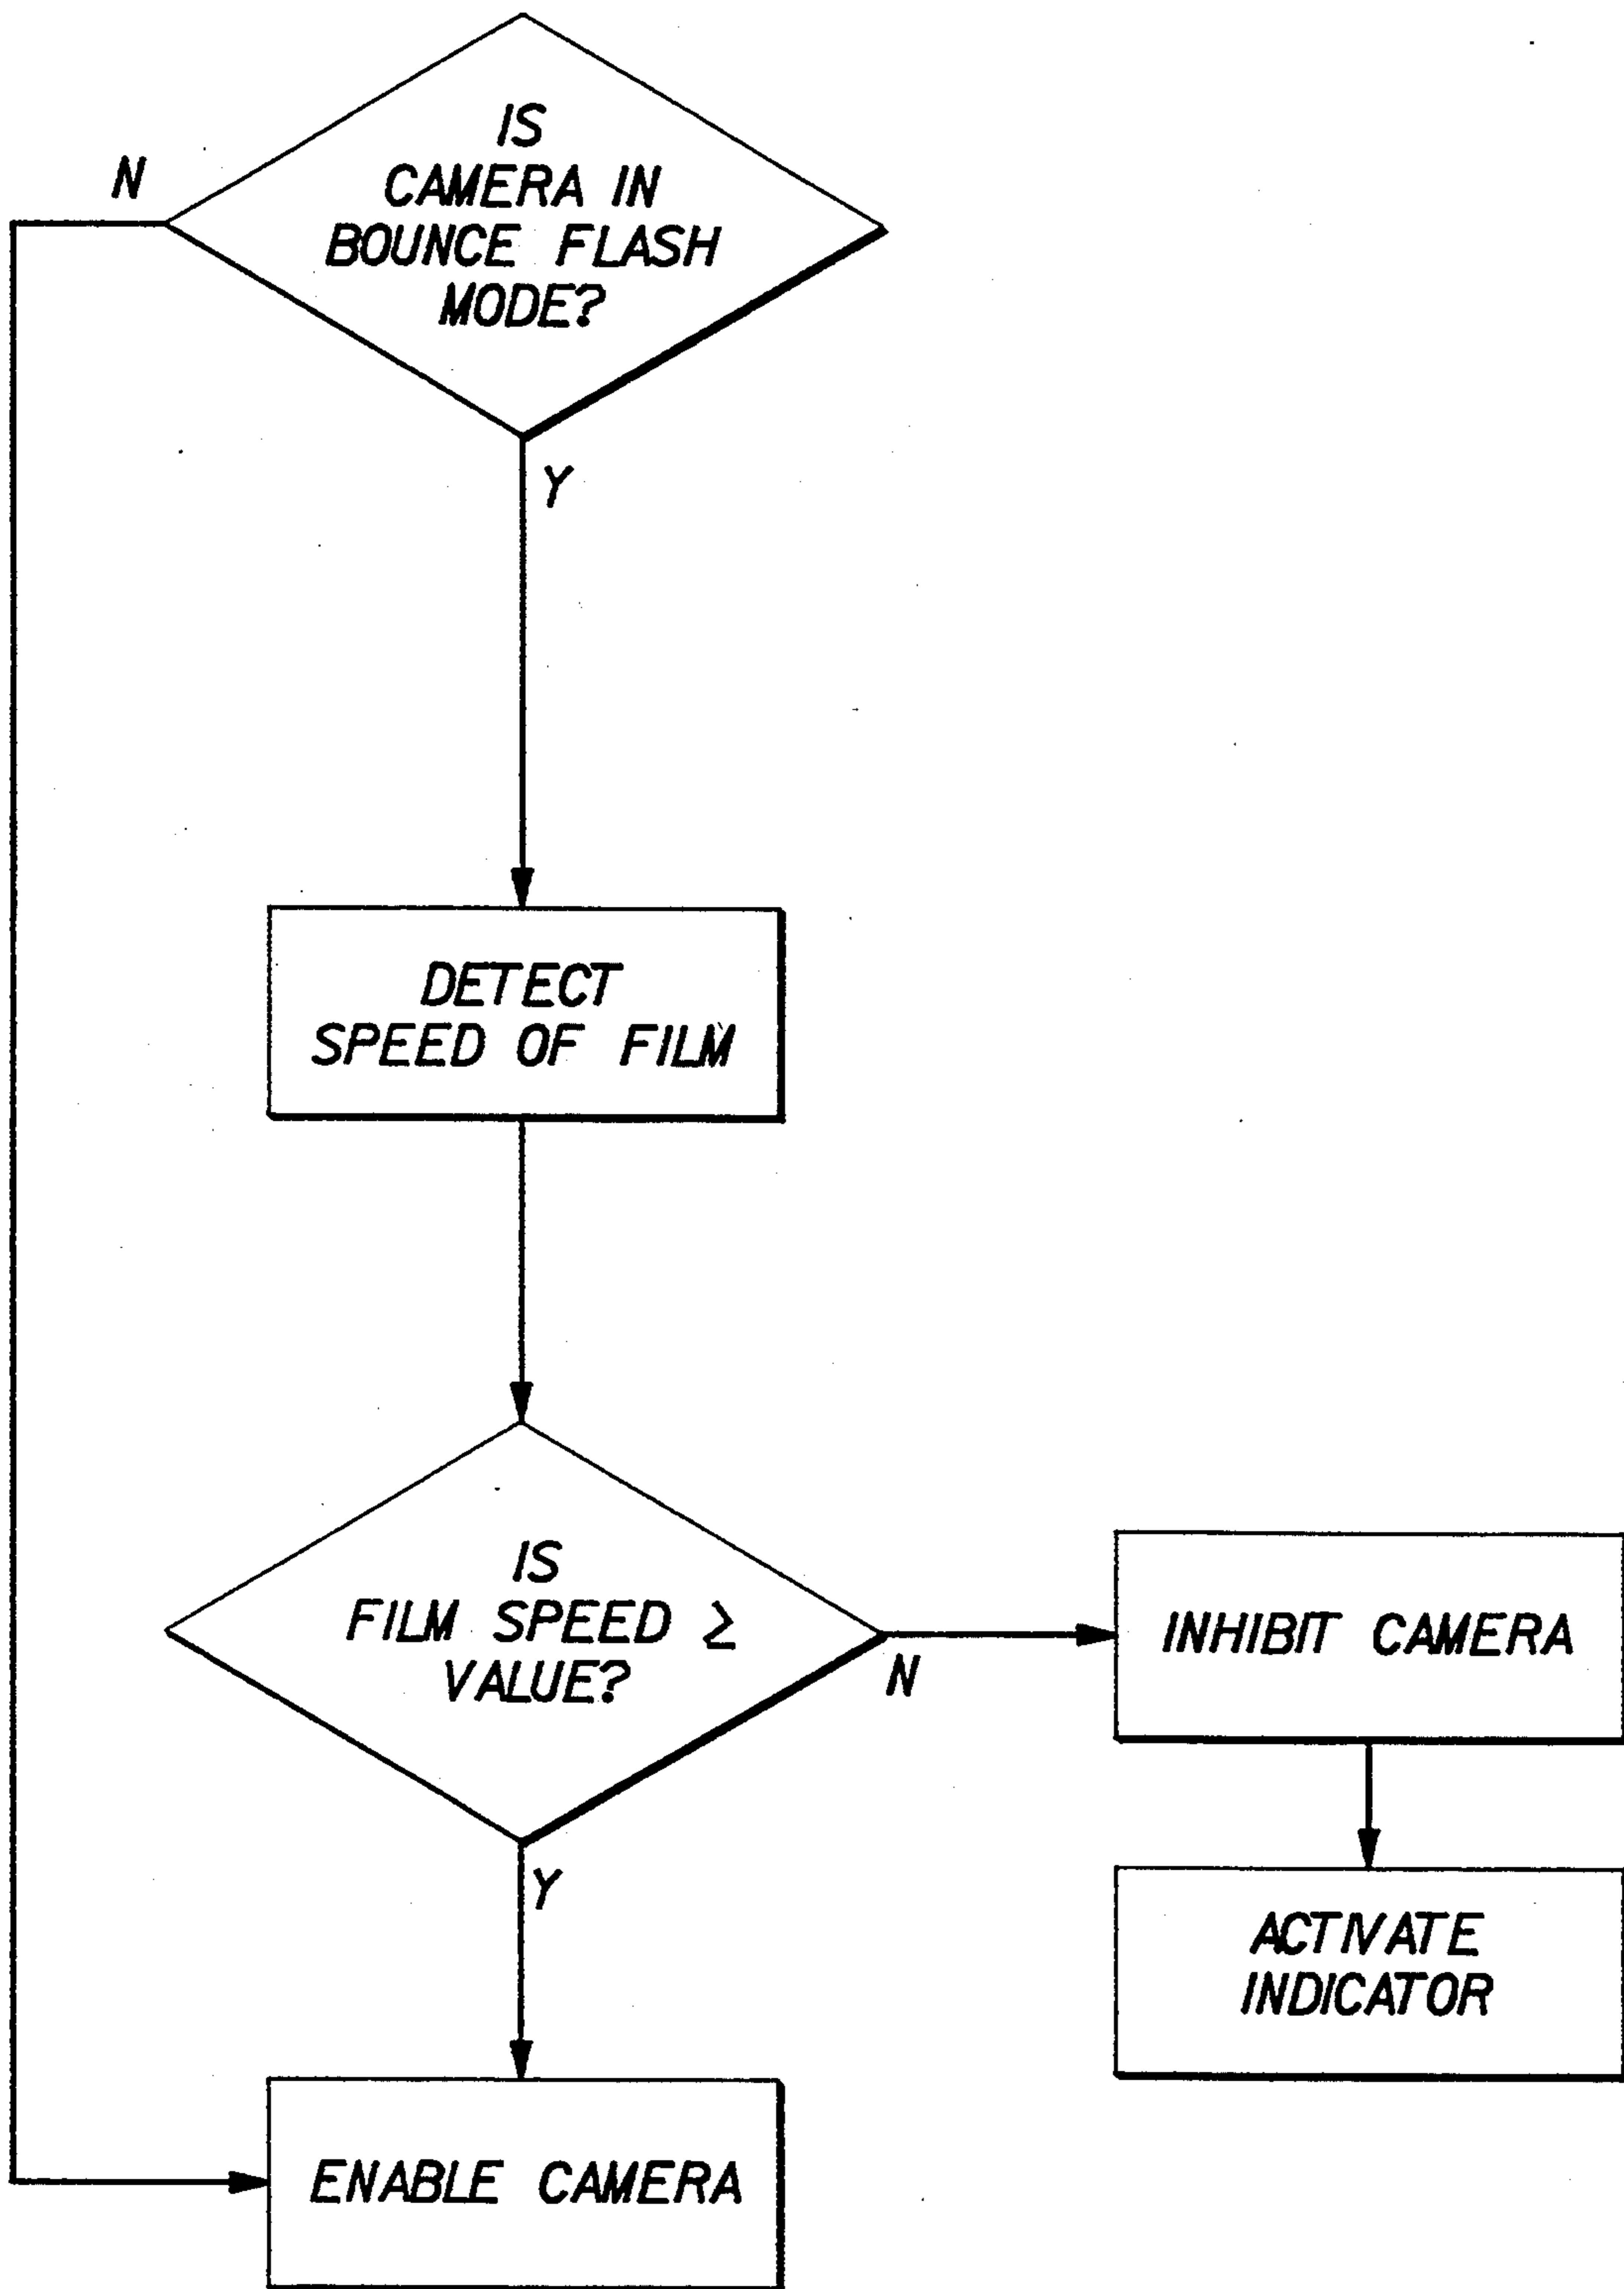 IS
CAMERA IN
BOUNCE FLASH
MODE?
N
Y
DETECT
SPEED OF FILM
IS
FILM SPEED ≥
VALUE?
N
Y
INHIBIT CAMERA
ACTIVATE
INDICATOR
ENABLE CAMERA